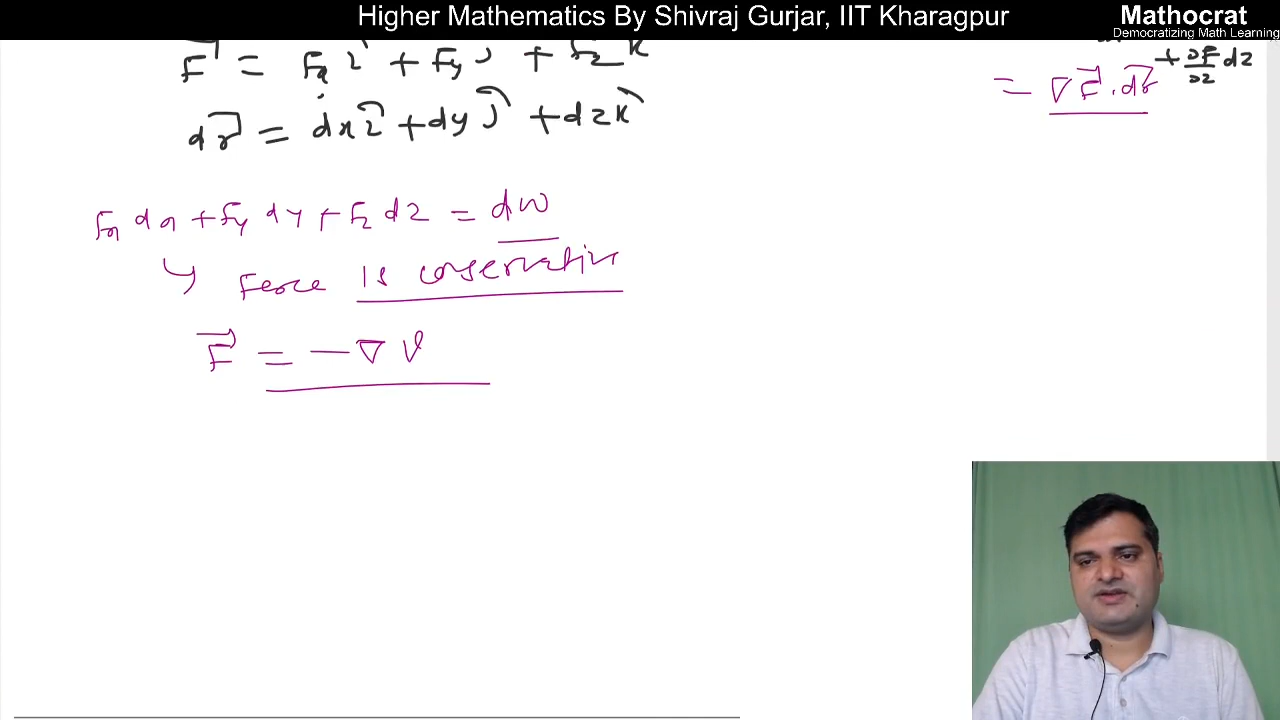 Higher Mathematics By Shivraj Gurjar, IIT Kharagpur
Mathocrat
Democratizing Math Learning
F⃗ = Fx î + Fy ĵ + Fz k̂
dr⃗ = dx î + dy ĵ + dz k̂
+ ∂F/∂z dz
= ∇F⃗ . dr⃗
Fx dx + Fy dy + Fz dz = dw
↳ Force is conservative
F⃗ = -∇V